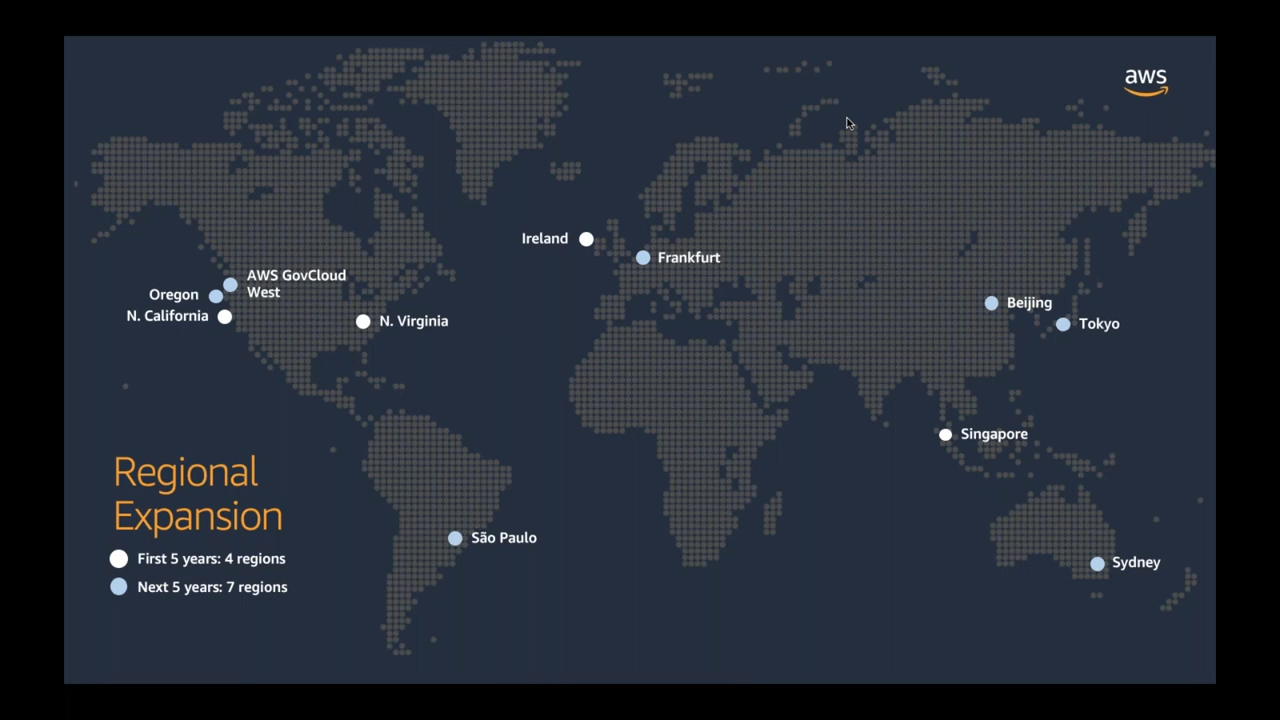 aws
Ireland
Frankfurt
AWS GovCloud
West
Oregon
N. California
N. Virginia
Beijing
Tokyo
Singapore
São Paulo
Sydney
Regional
Expansion
First 5 years: 4 regions
Next 5 years: 7 regions